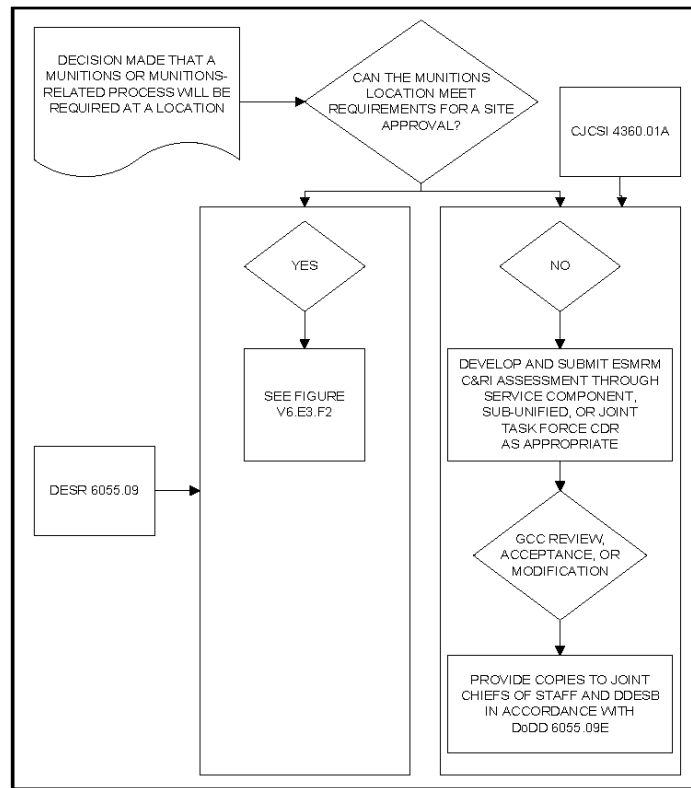 DECISION MADE THAT A
MUNITIONS OR MUNITIONS-
RELATED PROCESS WILL BE
REQUIRED AT A LOCATION
CAN THE MUNITIONS
LOCATION MEET
REQUIREMENTS FOR A SITE
APPROVAL?
CJCSI 4360.01A
YES
NO
SEE FIGURE
V6.E3.F2
DEVELOP AND SUBMIT ESMRM
C&RI ASSESSMENT THROUGH
SERVICE COMPONENT,
SUB-UNIFIED, OR JOINT
TASK FORCE CDR
AS APPROPRIATE
DESR 6055.09
GCC REVIEW,
ACCEPTANCE, OR
MODIFICATION
PROVIDE COPIES TO JOINT
CHIEFS OF STAFF AND DDESB
IN ACCORDANCE WITH
DoDD 6055.09E